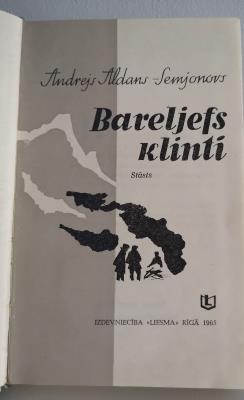 Andrejs Aldans-Semjonovs
Bareljefs
klintī
Stāsts
IZDEVNIECĪBA «LIESMA» RĪGĀ 1965